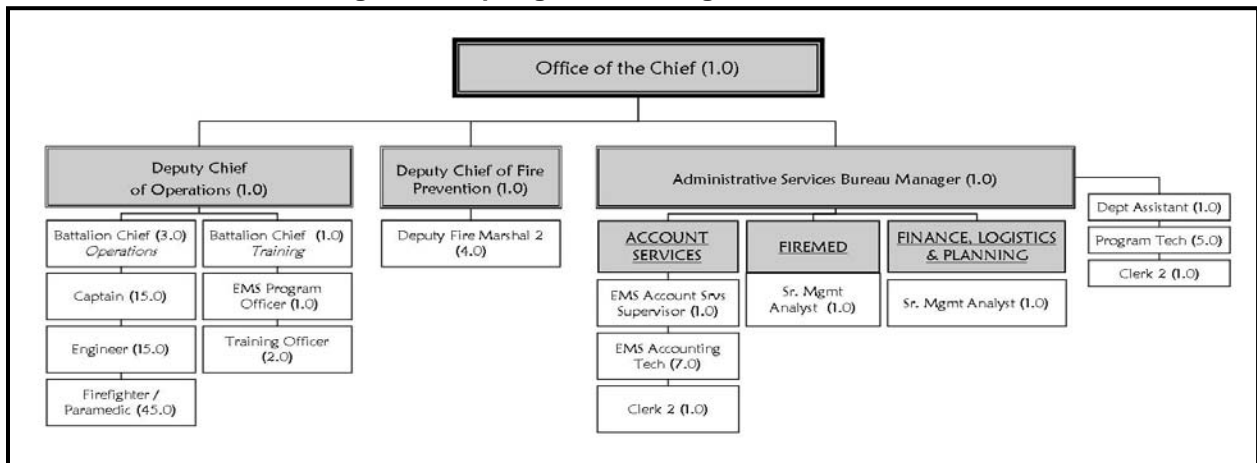 Office of the Chief (1.0)
Deputy Chief
of Operations (1.0)
Battalion Chief (3.0)
Operations
Captain (15.0)
Engineer (15.0)
Firefighter /
Paramedic (45.0)
Battalion Chief (1.0)
Training
EMS Program
Officer (1.0)
Training Officer
(2.0)
Deputy Chief of Fire
Prevention (1.0)
Deputy Fire Marshal 2
(4.0)
Administrative Services Bureau Manager (1.0)
ACCOUNT
SERVICES
EMS Account Srvs
Supervisor (1.0)
EMS Accounting
Tech (7.0)
Clerk 2 (1.0)
FIREMED
Sr. Mgmt
Analyst (1.0)
FINANCE, LOGISTICS
& PLANNING
Sr. Mgmt Analyst (1.0)
Dept Assistant (1.0)
Program Tech (5.0)
Clerk 2 (1.0)